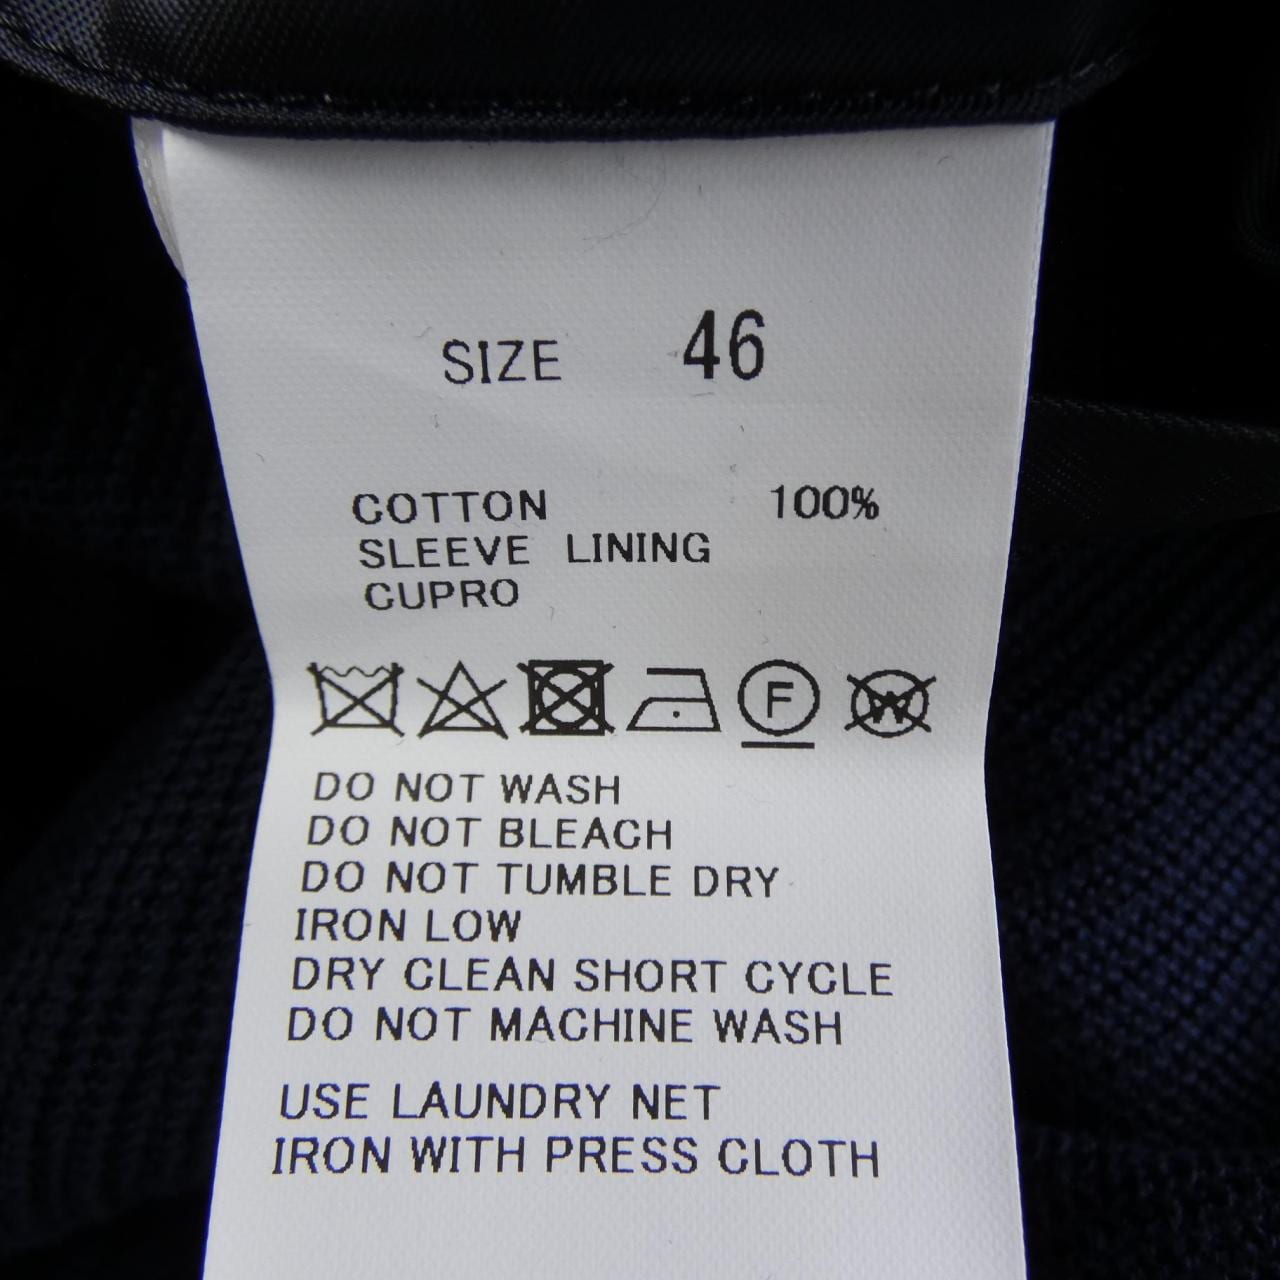 SIZE 46
COTTON 100%
SLEEVE LINING
CUPRO
F W
DO NOT WASH
DO NOT BLEACH
DO NOT TUMBLE DRY
IRON LOW
DRY CLEAN SHORT CYCLE
DO NOT MACHINE WASH
USE LAUNDRY NET
IRON WITH PRESS CLOTH